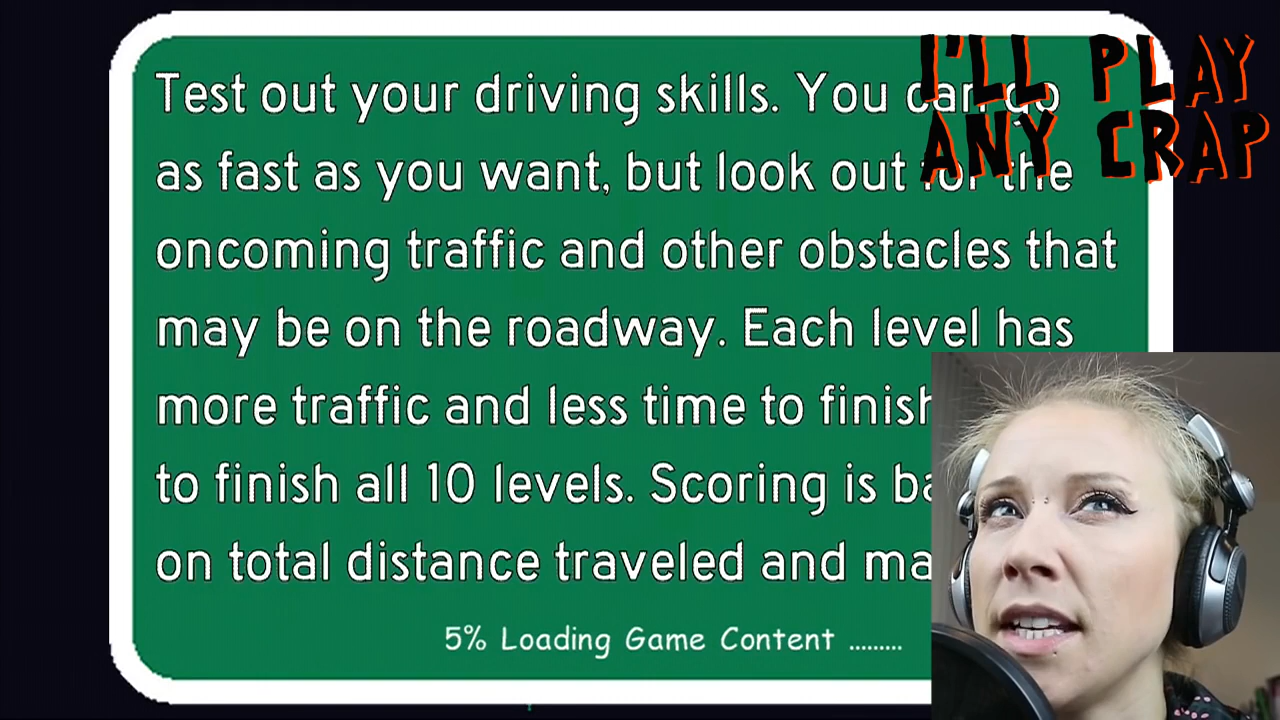 Test out your driving skills. You can go
as fast as you want, but look out for the
oncoming traffic and other obstacles that
may be on the roadway. Each level has
more traffic and less time to finish
to finish all 10 levels. Scoring is
on total distance traveled and
5% Loading Game Content .........
I'LL PLAY
ANY CRAP